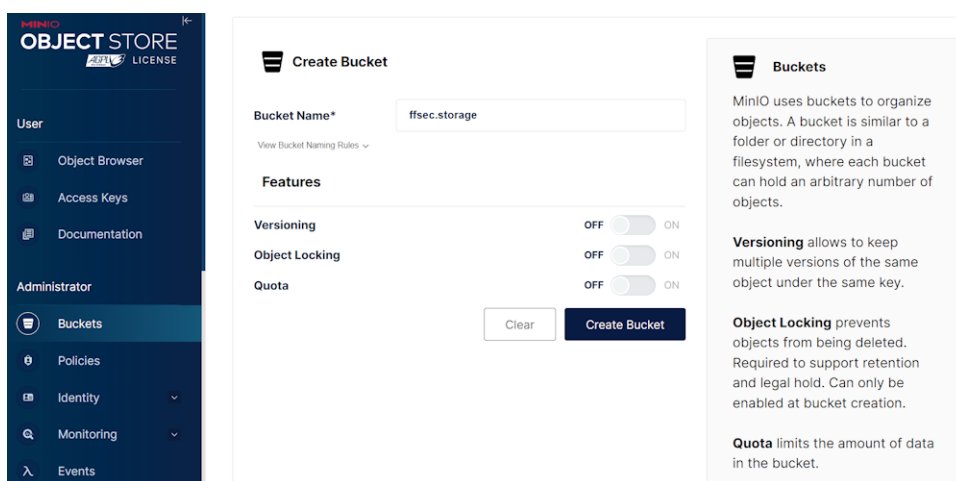 MINIO
OBJECT STORE
AGPLv3 LICENSE
User
Object Browser
Access Keys
Documentation
Administrator
Buckets
Policies
Identity
Monitoring
Events
Create Bucket
Bucket Name*
ffsec.storage
View Bucket Naming Rules
Features
Versioning OFF ON
Object Locking OFF ON
Quota OFF ON
Clear Create Bucket
Buckets
MinIO uses buckets to organize
objects. A bucket is similar to a
folder or directory in a
filesystem, where each bucket
can hold an arbitrary number of
objects.
Versioning allows to keep
multiple versions of the same
object under the same key.
Object Locking prevents
objects from being deleted.
Required to support retention
and legal hold. Can only be
enabled at bucket creation.
Quota limits the amount of data
in the bucket.